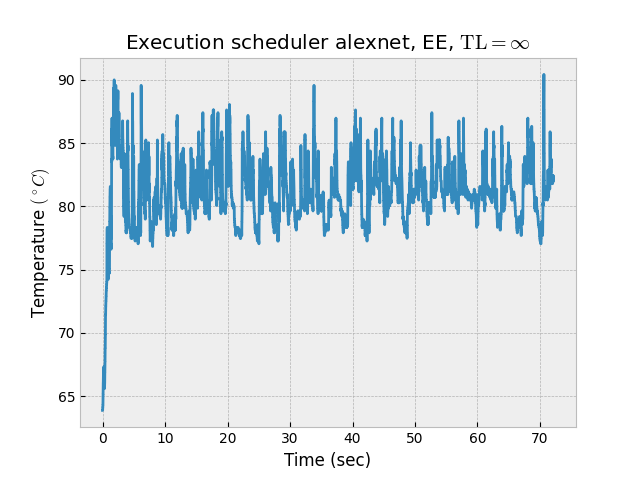 Execution scheduler alexnet, EE, TL = ∞
Temperature (°C)
90
85
80
75
70
65
0 10 20 30 40 50 60 70
Time (sec)